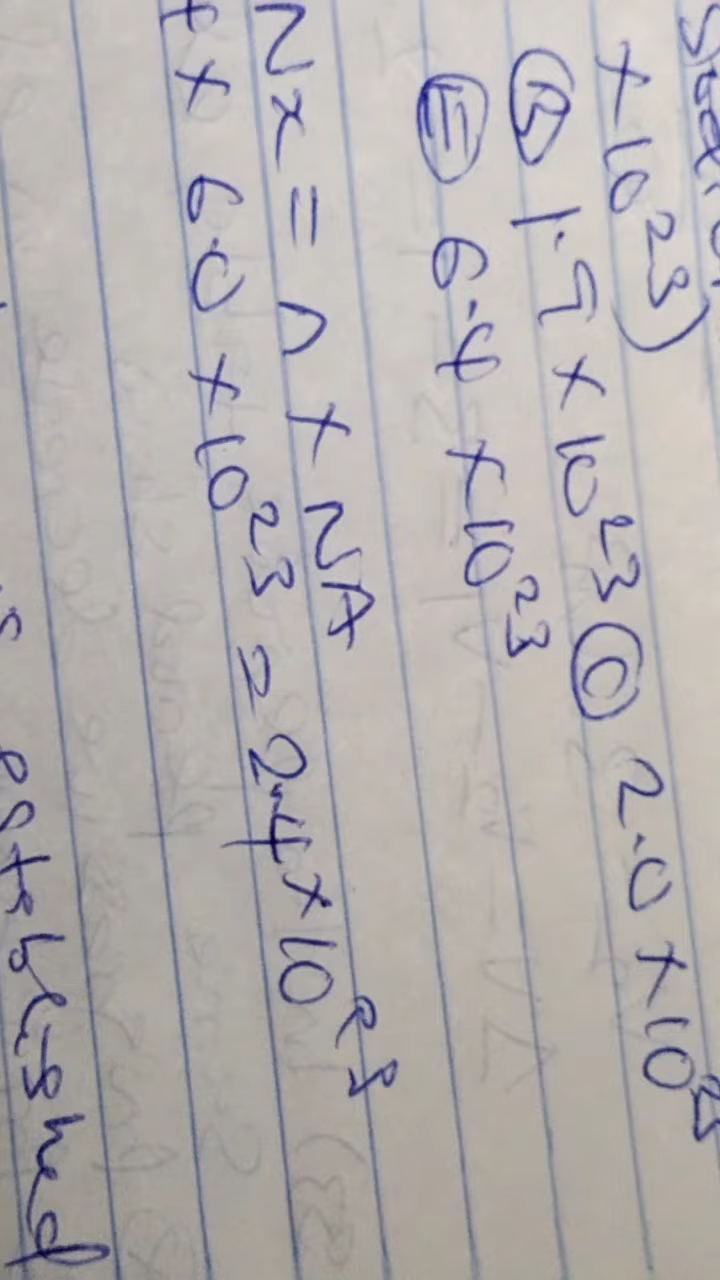 ×10²³)
Ⓑ 1.7 × 10²³ Ⓒ 2.0 × 10²³
Ⓔ 6.4 × 10²³
Nx = n × NA
× 6.0 × 10²³ = 2.4 × 10²³
established